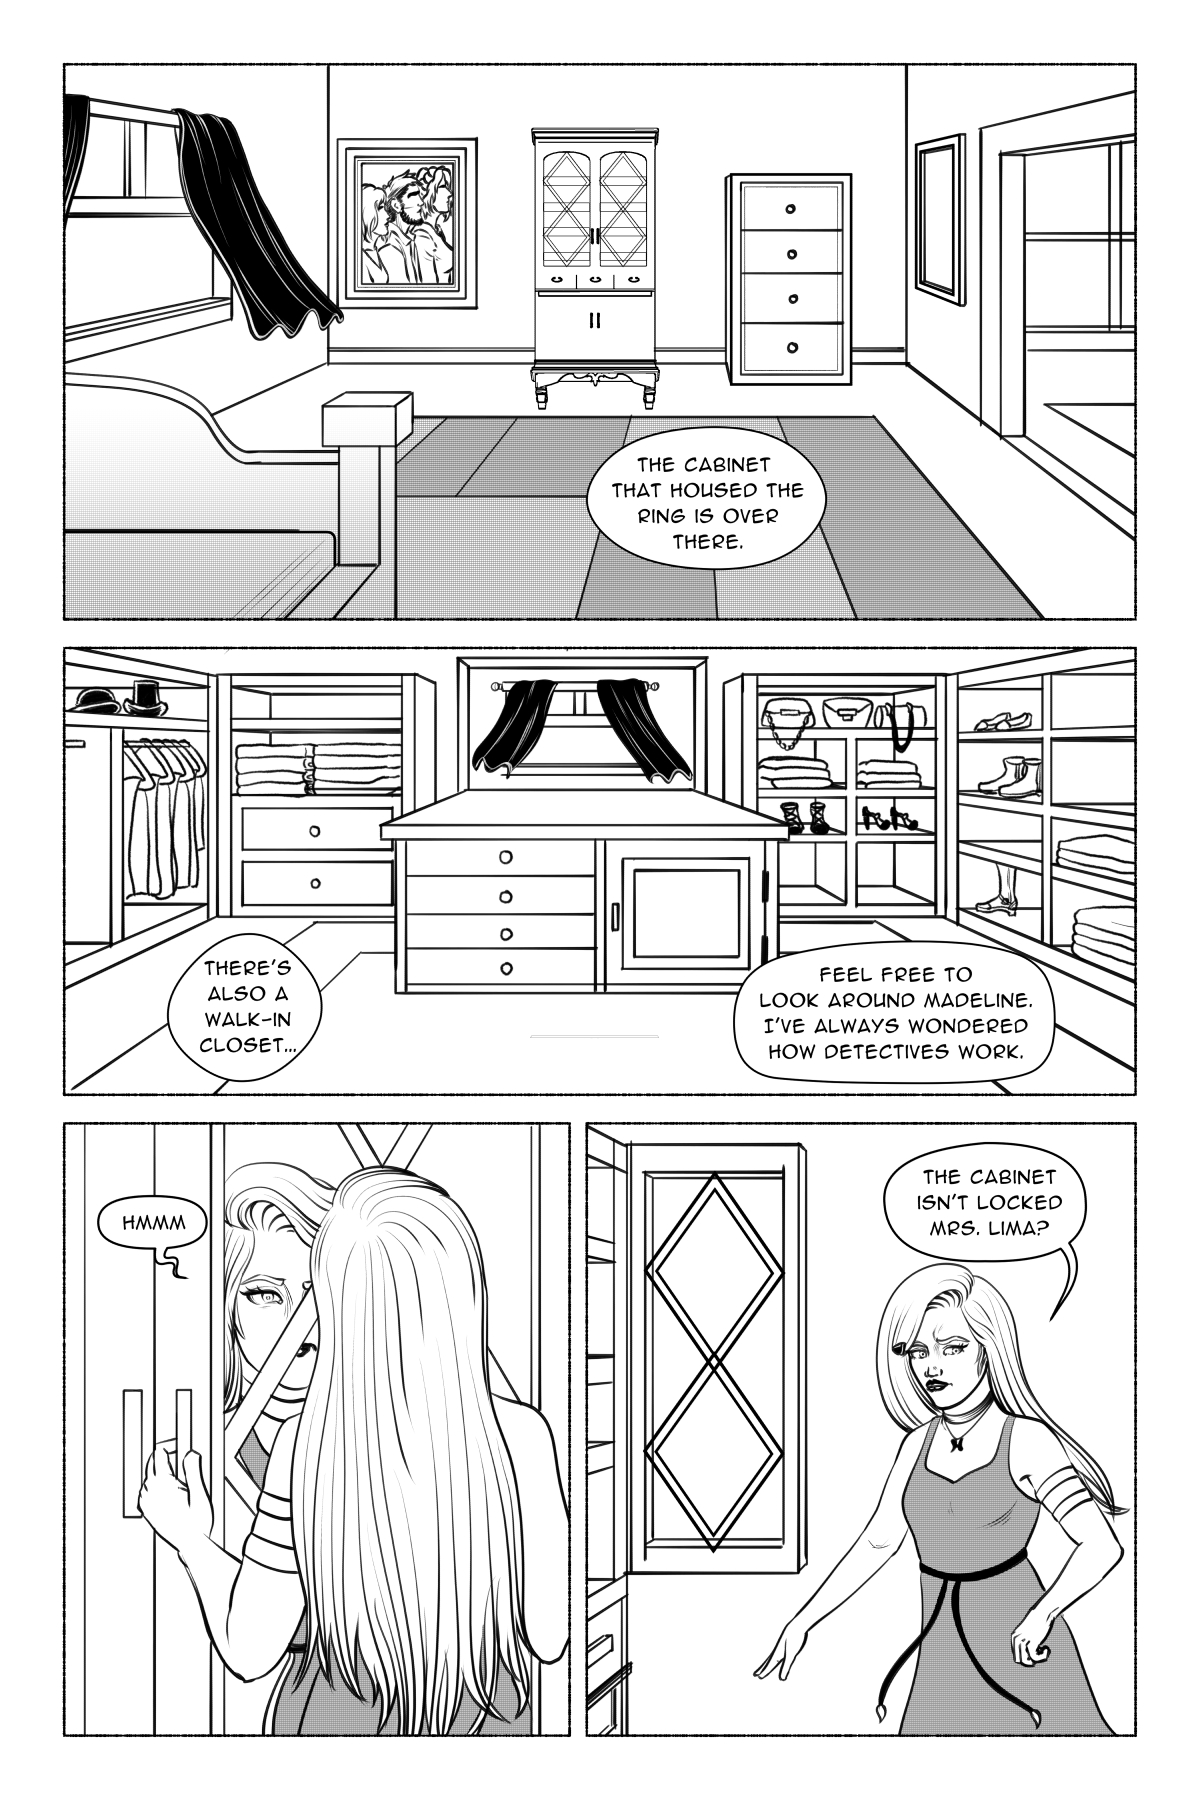 THE CABINET
THAT HOUSED THE
RING IS OVER
THERE.
THERE'S
ALSO A
WALK-IN
CLOSET...
FEEL FREE TO
LOOK AROUND MADELINE.
I'VE ALWAYS WONDERED
HOW DETECTIVES WORK.
HMMM
THE CABINET
ISN'T LOCKED
MRS. LIMA?